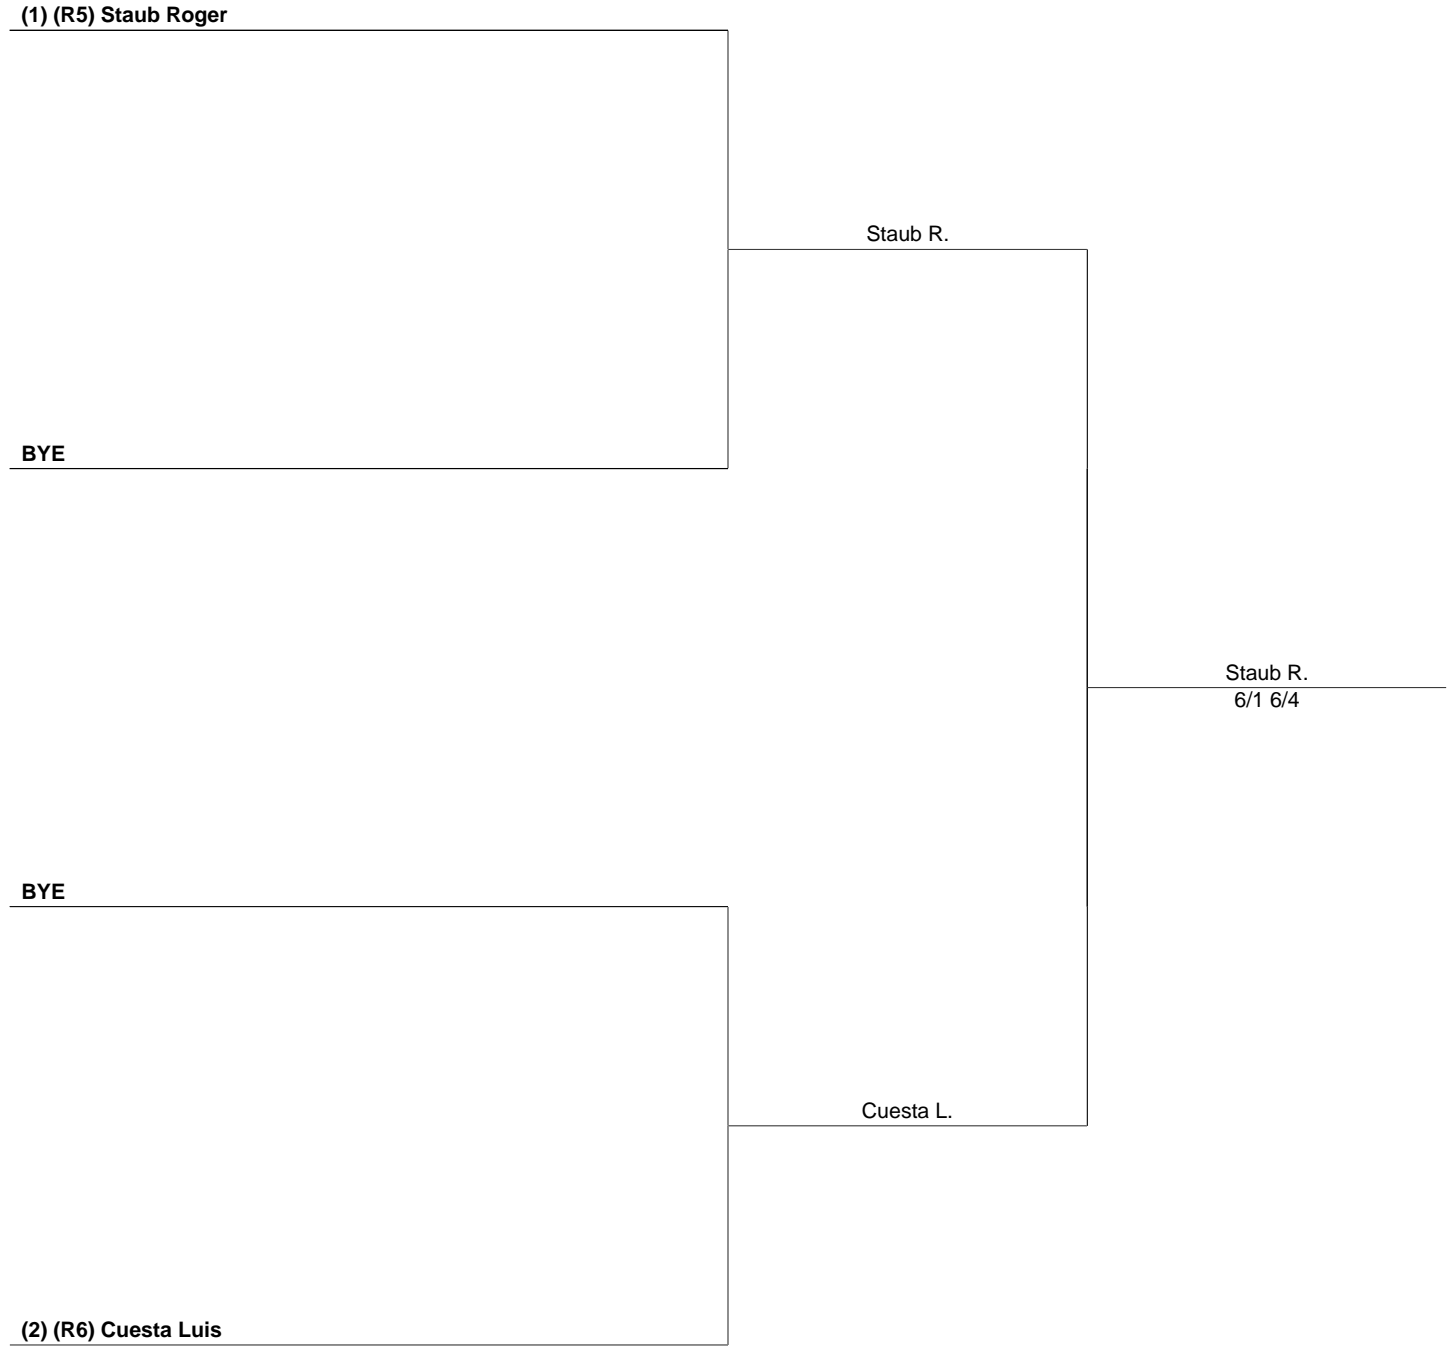 (1) (R5) Staub Roger
Staub R.
BYE
Staub R.
6/1 6/4
BYE
Cuesta L.
(2) (R6) Cuesta Luis